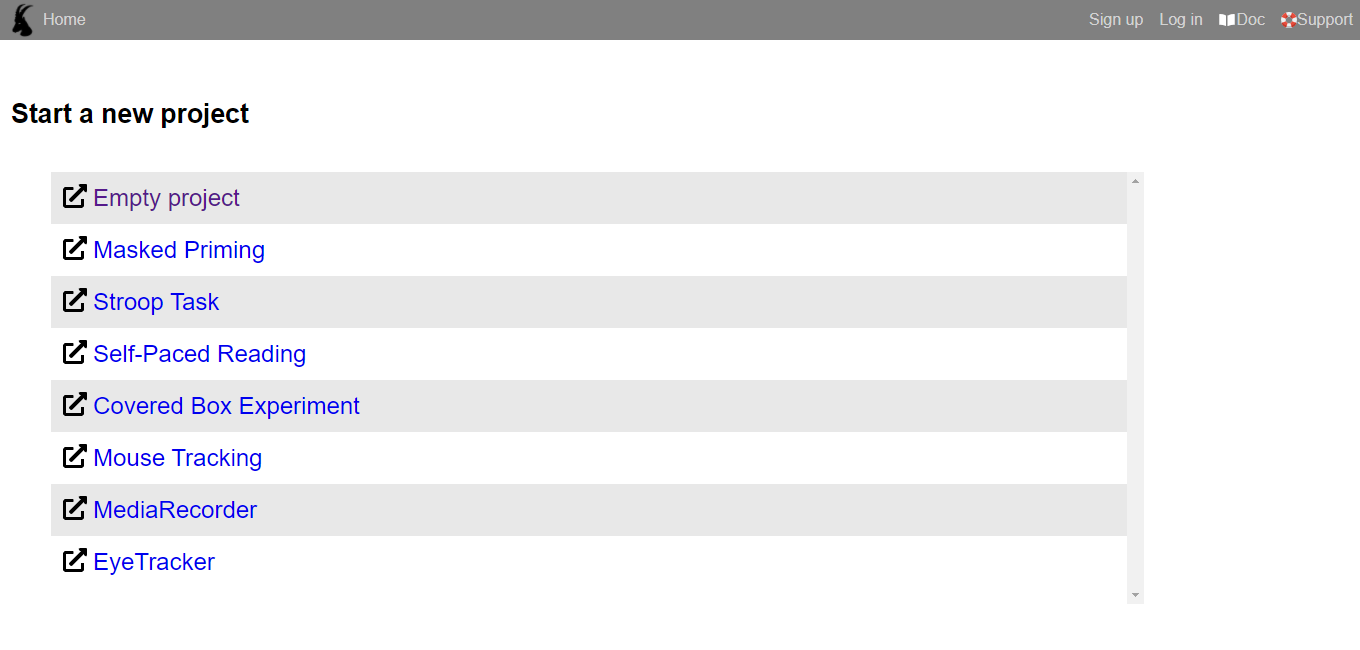 Home Sign up Log in Doc Support
Start a new project
Empty project
Masked Priming
Stroop Task
Self-Paced Reading
Covered Box Experiment
Mouse Tracking
MediaRecorder
EyeTracker